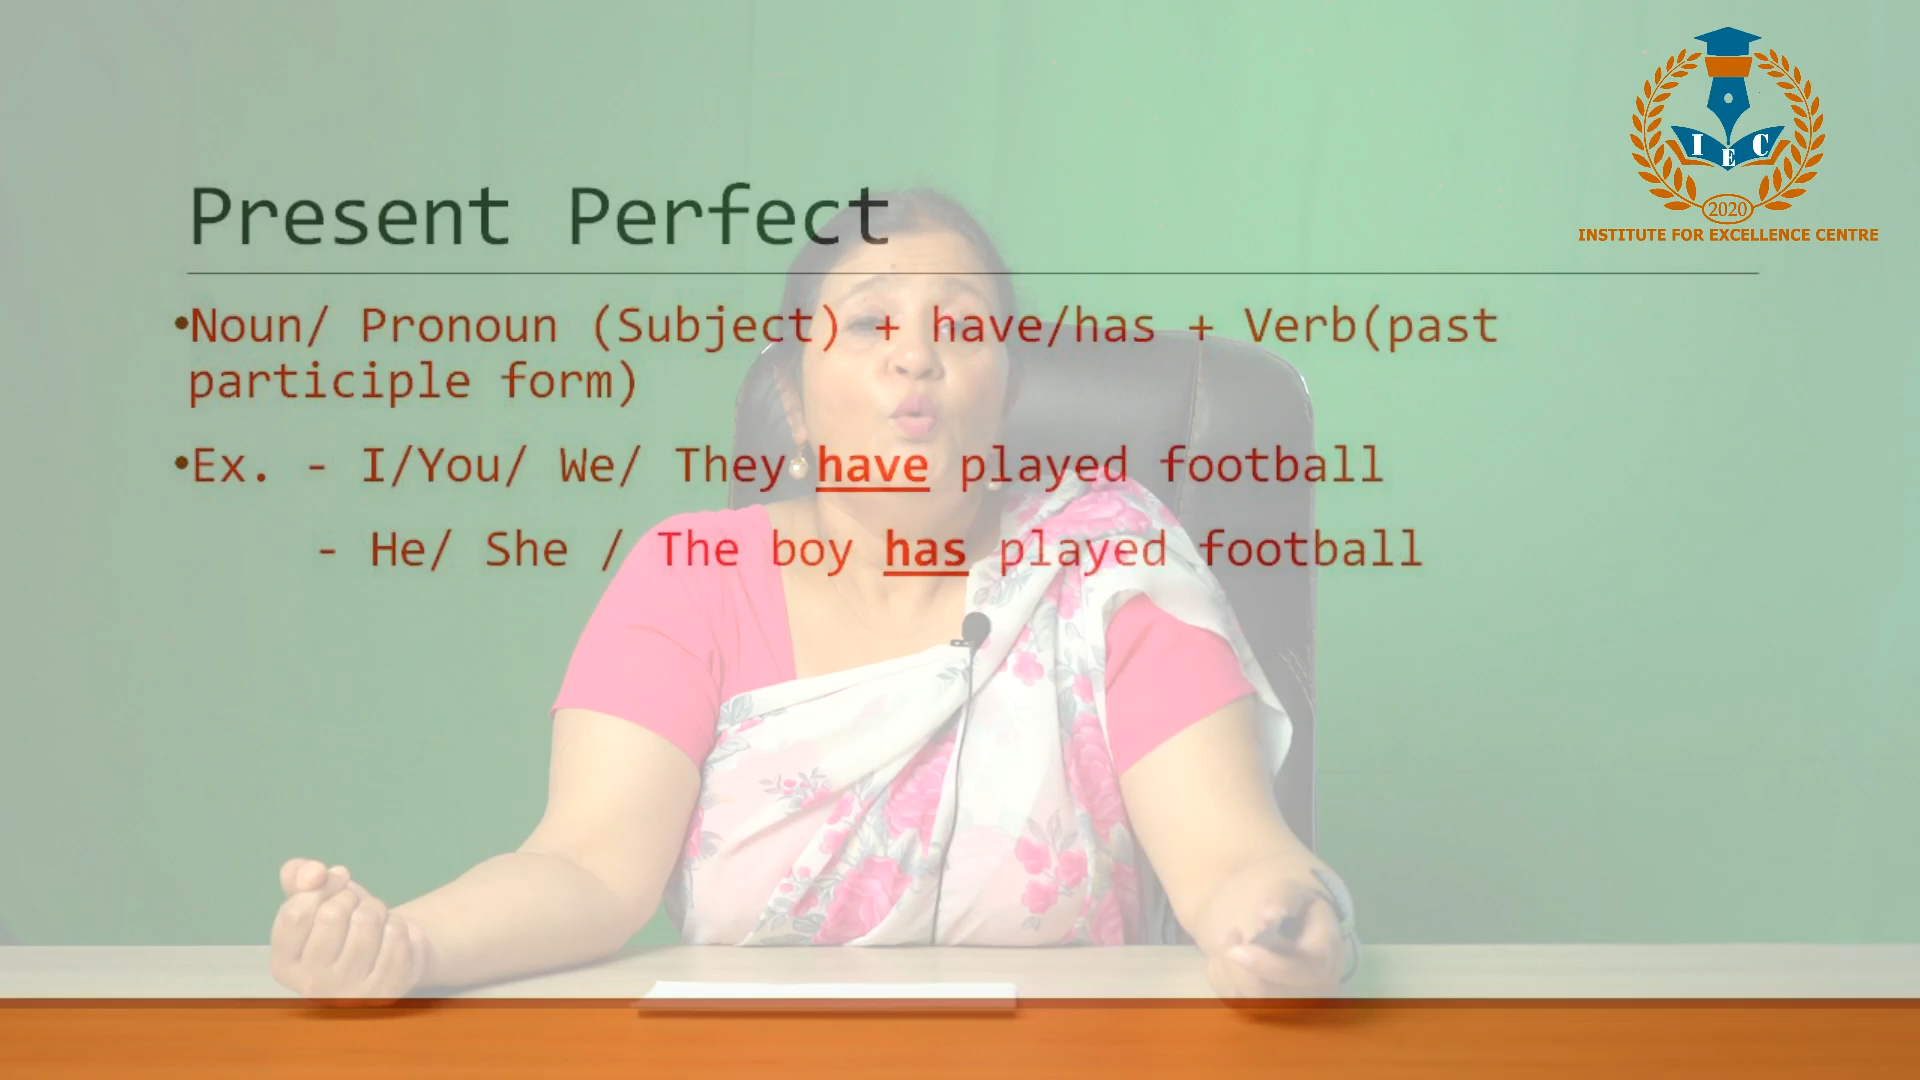 Present Perfect
•Noun/ Pronoun (Subject) + have/has + Verb(past
participle form)
•Ex. - I/You/ We/ They have played football
- He/ She / The boy has played football
I E C
2020
INSTITUTE FOR EXCELLENCE CENTRE